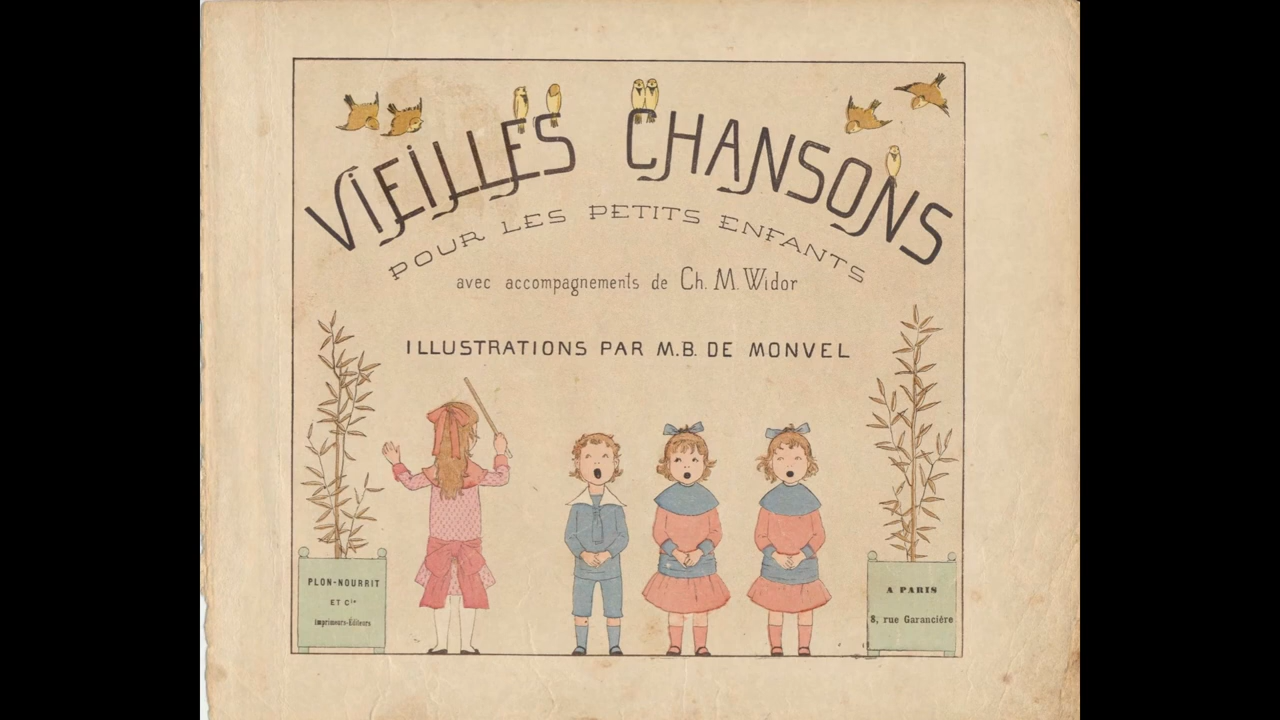 VIEILLES CHANSONS
POUR LES PETITS ENFANTS
avec accompagnements de Ch. M. Widor
ILLUSTRATIONS PAR M.B. DE MONVEL
PLON-NOURRIT
ET Cie
Imprimeurs-Éditeurs
A PARIS
8, rue Garancière